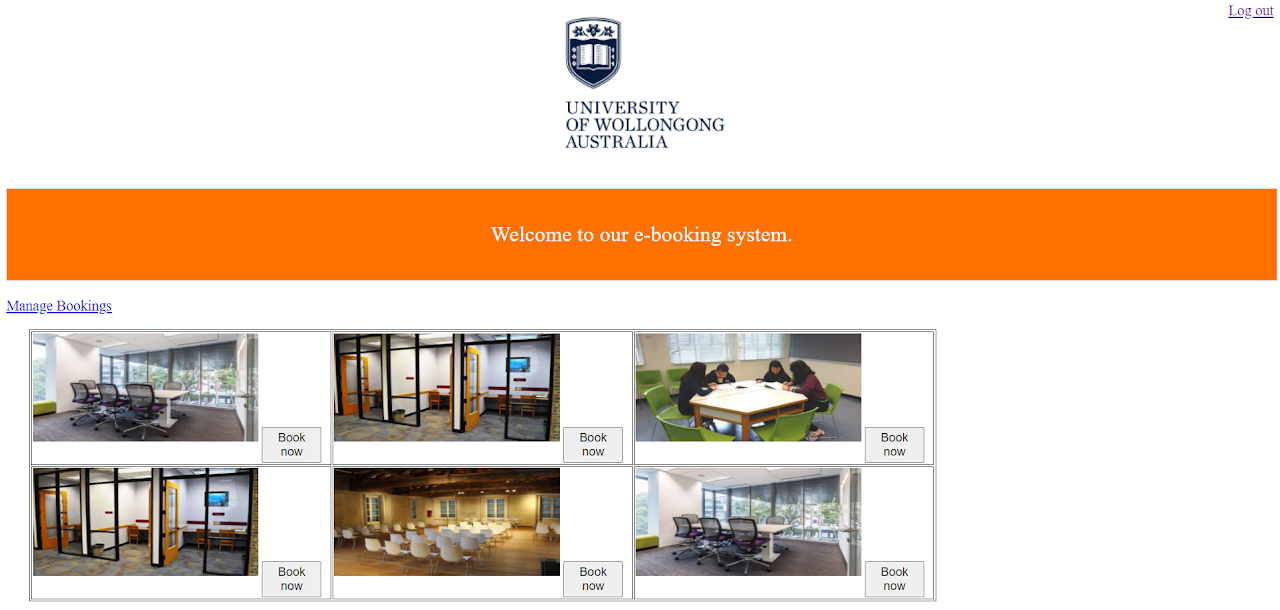 Log out
UNIVERSITY
OF WOLLONGONG
AUSTRALIA
Welcome to our e-booking system.
Manage Bookings
Book
now
Book
now
Book
now
Book
now
Book
now
Book
now